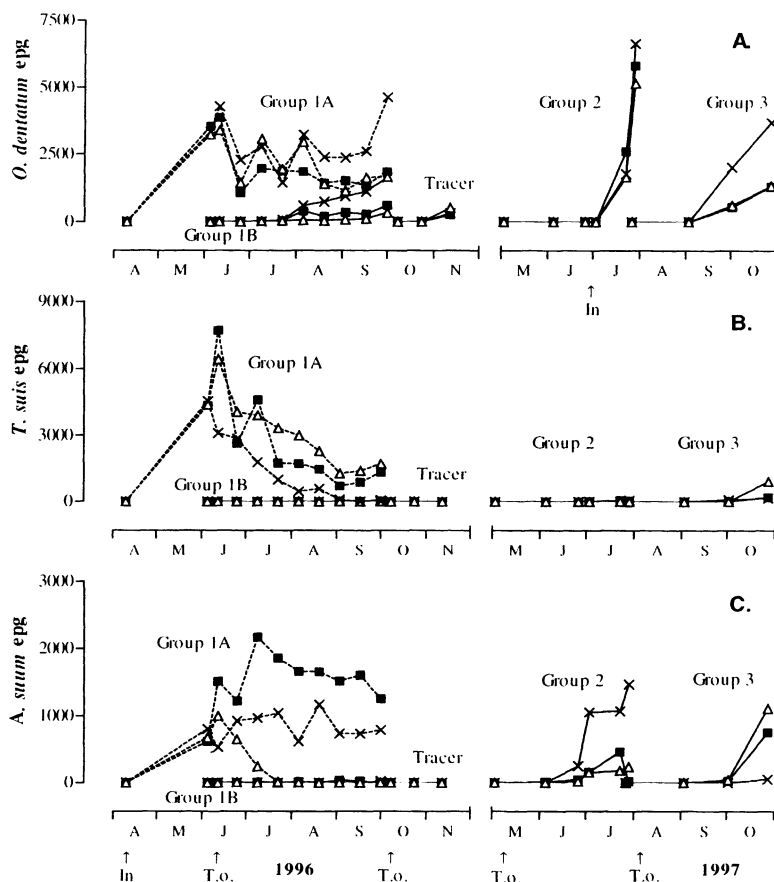 7500
5000
2500
0
O. dentatum epg
A.
Group 1A
Group 2
Group 3
Tracer
Group 1B
A M J J A S O N
M J J A S O
↑
In
9000
6000
3000
0
T. suis epg
B.
Group 1A
Group 2
Group 3
Group 1B
Tracer
A M J J A S O N
M J J A S O
3000
2000
1000
0
A. suum epg
C.
Group 1A
Group 2
Group 3
Tracer
Group 1B
A M J J A S O N
M J J A S O
↑ ↑ ↑ ↑ ↑
In T.o. 1996 T.o. T.o. T.o. 1997